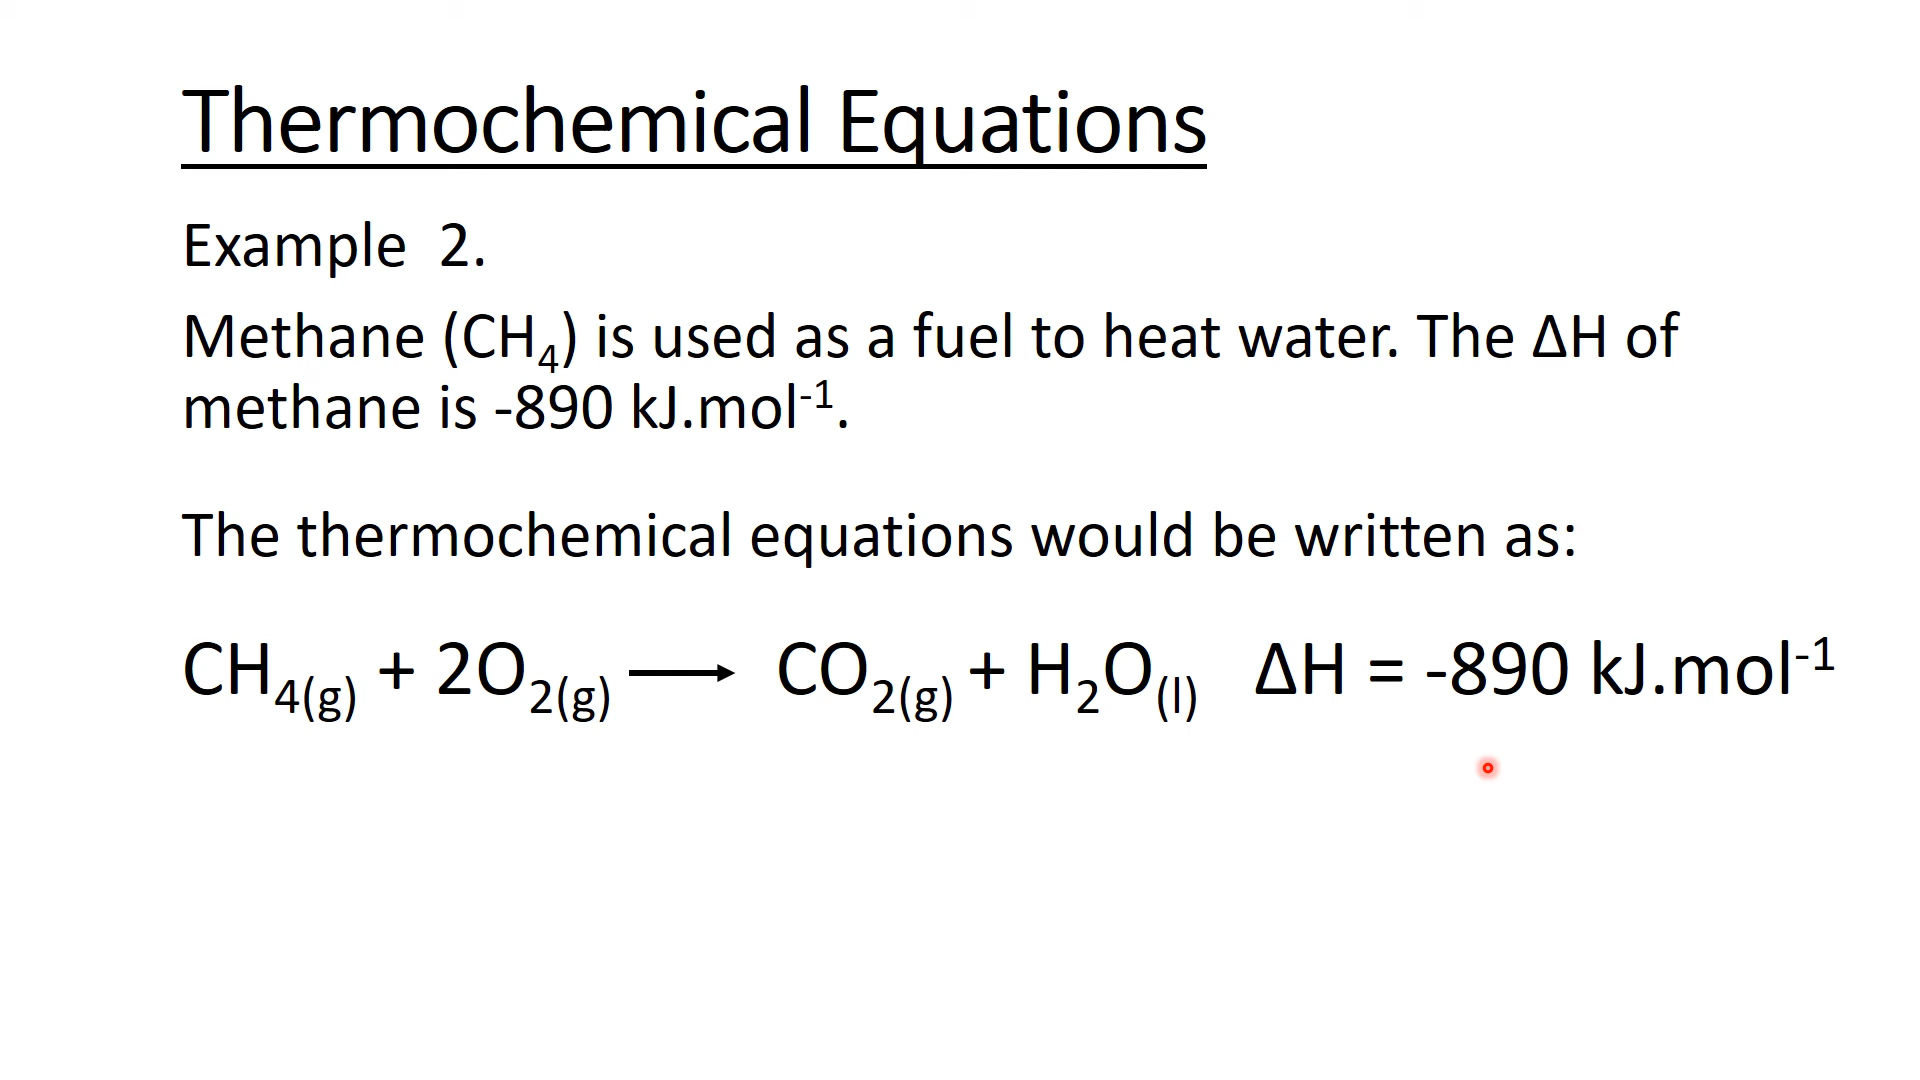 Thermochemical Equations
Example 2.
Methane (CH₄) is used as a fuel to heat water. The ΔH of
methane is -890 kJ.mol⁻¹.
The thermochemical equations would be written as:
CH₄₍g₎ + 2O₂₍g₎ ⟶ CO₂₍g₎ + H₂O₍l₎ ΔH = -890 kJ.mol⁻¹